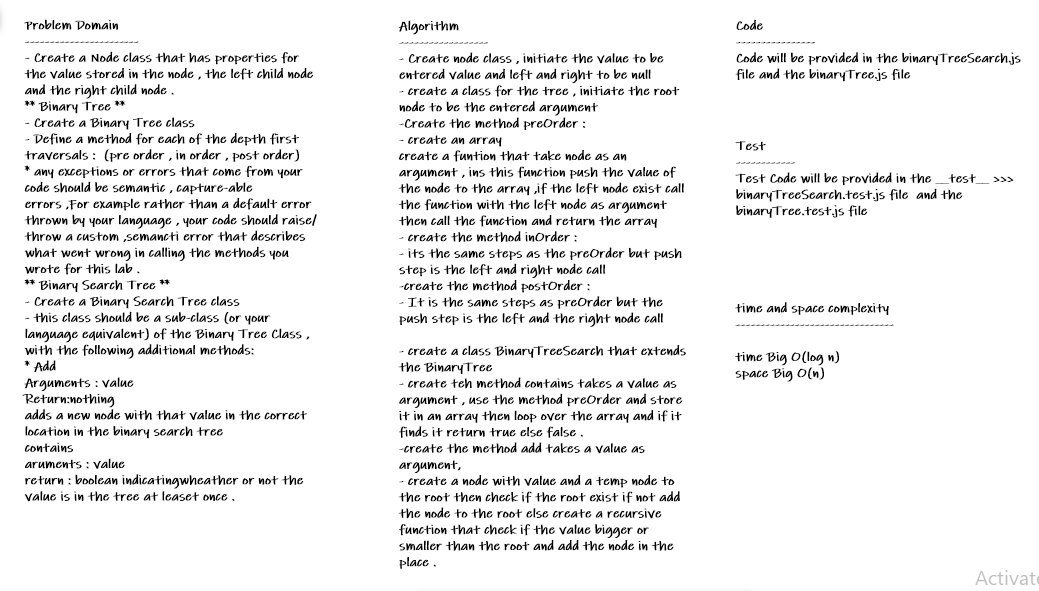 Problem Domain
-----------------------
- Create a Node class that has properties for
the value stored in the node , the left child node
and the right child node .
** Binary Tree **
- Create a Binary Tree class
- Define a method for each of the depth first
traversals : (pre order , in order , post order)
* any exceptions or errors that come from your
code should be semantic , capture-able
errors ,For example rather than a default error
thrown by your language , your code should raise/
throw a custom ,semancti error that describes
what went wrong in calling the methods you
wrote for this lab .
** Binary Search Tree **
- Create a Binary Search Tree class
- this class should be a sub-class (or your
language equivalent) of the Binary Tree Class ,
with the following additional methods:
* Add
Arguments : value
Return:nothing
adds a new node with that value in the correct
location in the binary search tree
contains
aruments : value
return : boolean indicatingwheather or not the
value is in the tree at leaset once .
Algorithm
------------------
- Create node class , initiate the value to be
entered value and left and right to be null
- create a class for the tree , initiate the root
node to be the entered argument
-Create the method preOrder :
- create an array
create a funtion that take node as an
argument , ins this function push the value of
the node to the array ,if the left node exist call
the function with the left node as argument
then call the function and return the array
- create the method inOrder :
- its the same steps as the preOrder but push
step is the left and right node call
-create the method postOrder :
- It is the same steps as preOrder but the
push step is the left and the right node call
- create a class BinaryTreeSearch that extends
the BinaryTree
- create teh method contains takes a value as
argument , use the method preOrder and store
it in an array then loop over the array and if it
finds it return true else false .
-create the method add takes a value as
argument,
- create a node with value and a temp node to
the root then check if the root exist if not add
the node to the root else create a recursive
function that check if the value bigger or
smaller than the root and add the node in the
place .
Code
----------------
Code will be provided in the binaryTreeSearch.js
file and the binaryTree.js file
Test
------------
Test Code will be provided in the __test__ >>>
binaryTreeSearch.test.js file and the
binaryTree.test.js file
time and space complexity
--------------------------------
time Big O(log n)
space Big O(n)
Activate